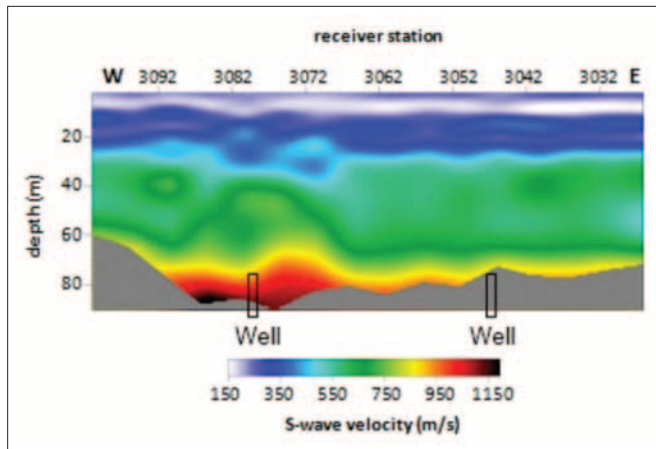 receiver station
W 3092 3082 3072 3062 3052 3042 3032 E
20
40
60
80
depth (m)
Well Well
150 350 550 750 950 1150
S-wave velocity (m/s)